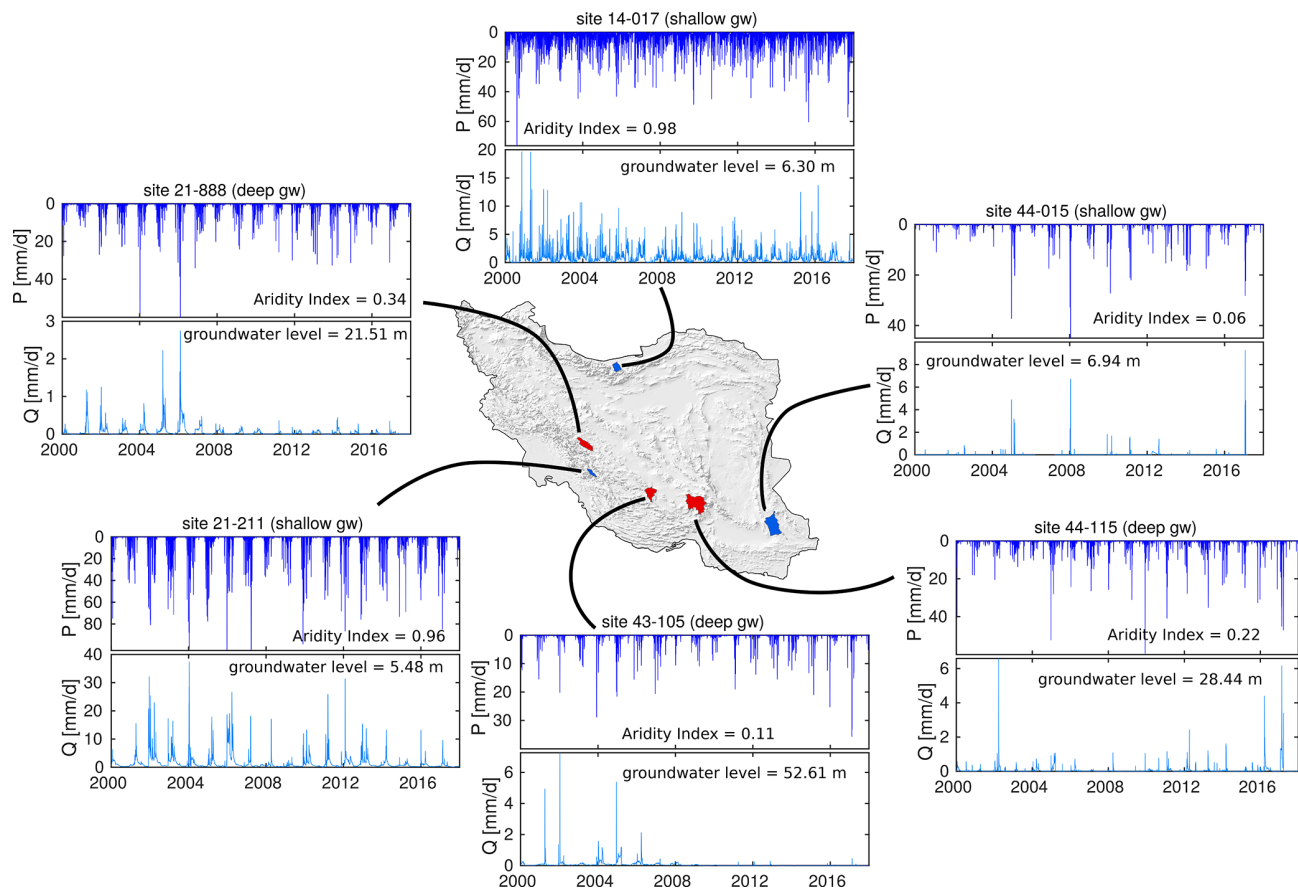 site 14-017 (shallow gw)
0
20
40
60
P [mm/d]
Aridity Index = 0.98
20
15
10
5
0
Q [mm/d]
groundwater level = 6.30 m
2000 2004 2008 2012 2016
site 21-888 (deep gw)
0
20
40
P [mm/d]
Aridity Index = 0.34
3
2
1
0
Q [mm/d]
groundwater level = 21.51 m
2000 2004 2008 2012 2016
site 44-015 (shallow gw)
0
20
40
P [mm/d]
Aridity Index = 0.06
8
6
4
2
0
Q [mm/d]
groundwater level = 6.94 m
2000 2004 2008 2012 2016
site 21-211 (shallow gw)
0
20
40
60
80
P [mm/d]
Aridity Index = 0.96
40
30
20
10
0
Q [mm/d]
groundwater level = 5.48 m
2000 2004 2008 2012 2016
site 43-105 (deep gw)
0
10
20
30
P [mm/d]
Aridity Index = 0.11
6
4
2
0
Q [mm/d]
groundwater level = 52.61 m
2000 2004 2008 2012 2016
site 44-115 (deep gw)
0
20
40
P [mm/d]
Aridity Index = 0.22
6
4
2
0
Q [mm/d]
groundwater level = 28.44 m
2000 2004 2008 2012 2016